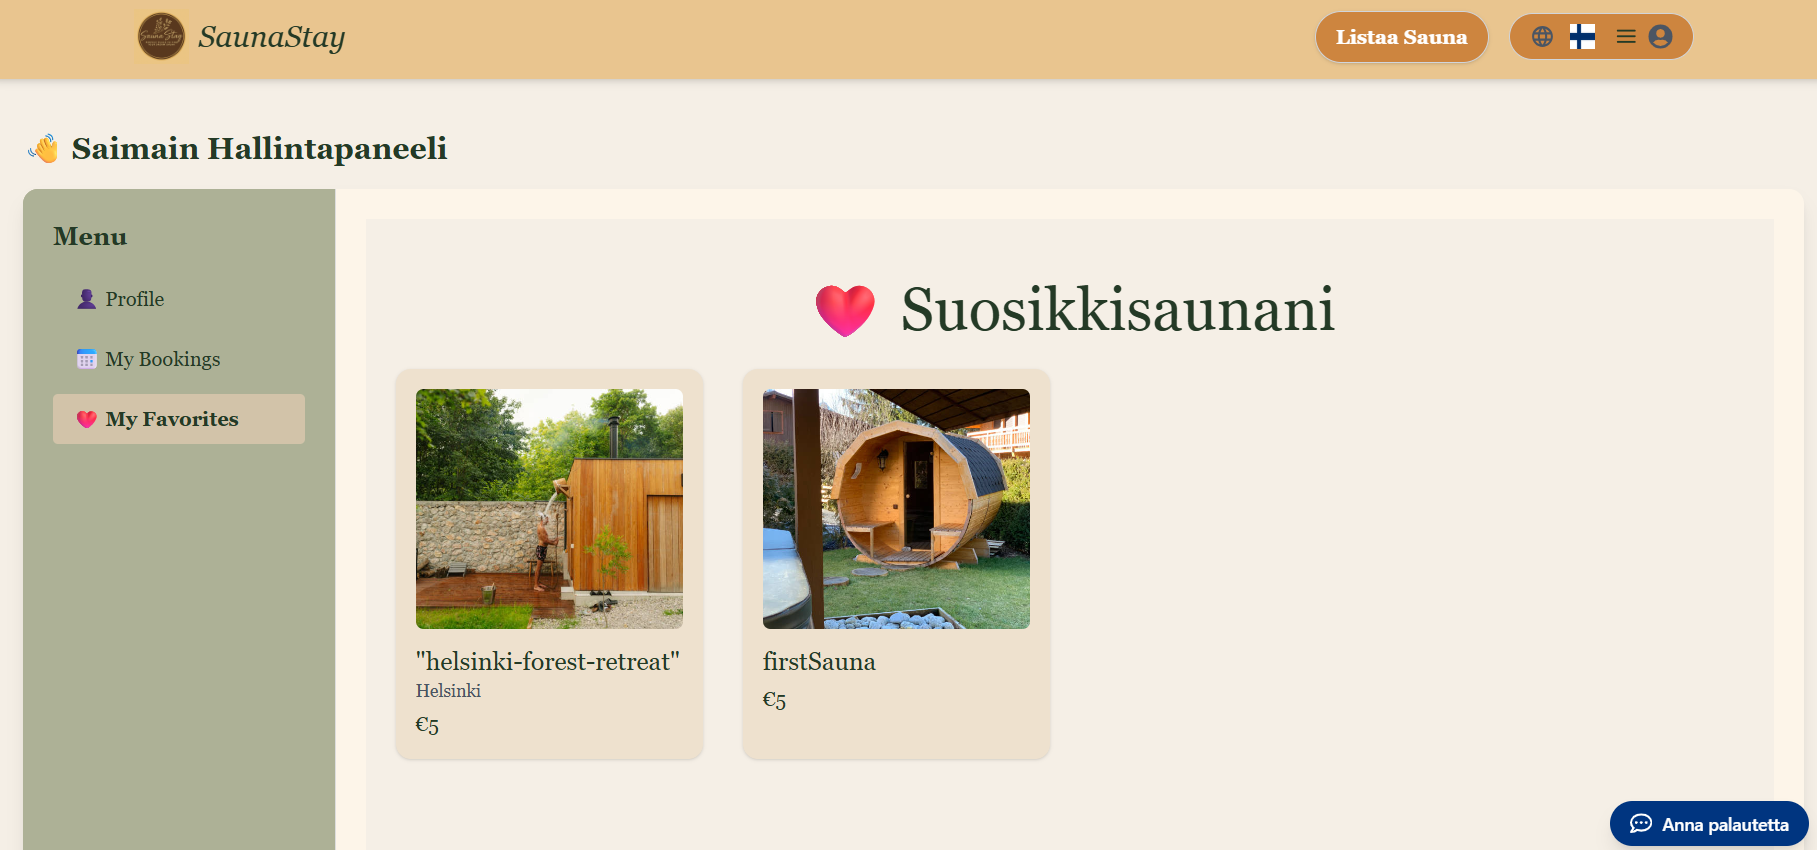 SaunaStay
Listaa Sauna
Saimain Hallintapaneeli
Menu
Profile
My Bookings
My Favorites
Suosikkisaunani
"helsinki-forest-retreat"
Helsinki
€5
firstSauna
€5
Anna palautetta